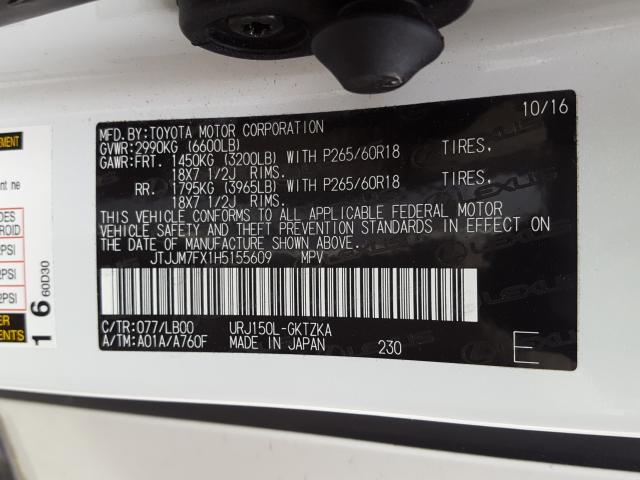 10/16
MFD.BY:TOYOTA MOTOR CORPORATION
GVWR:2990KG (6600LB)
GAWR:FRT. 1450KG (3200LB) WITH P265/60R18 TIRES.
18X7 1/2J RIMS.
RR. 1795KG (3965LB) WITH P265/60R18 TIRES.
18X7 1/2J RIMS.
THIS VEHICLE CONFORMS TO ALL APPLICABLE FEDERAL MOTOR
VEHICLE SAFETY AND THEFT PREVENTION STANDARDS IN EFFECT ON
THE DATE OF MANUFACTURE SHOWN ABOVE.
JTJJM7FX1H5155609 MPV
C/TR:077/LB00 URJ150L-GKTZKA
A/TM:A01A/A760F MADE IN JAPAN 230 E
LEXUS
16
60D30